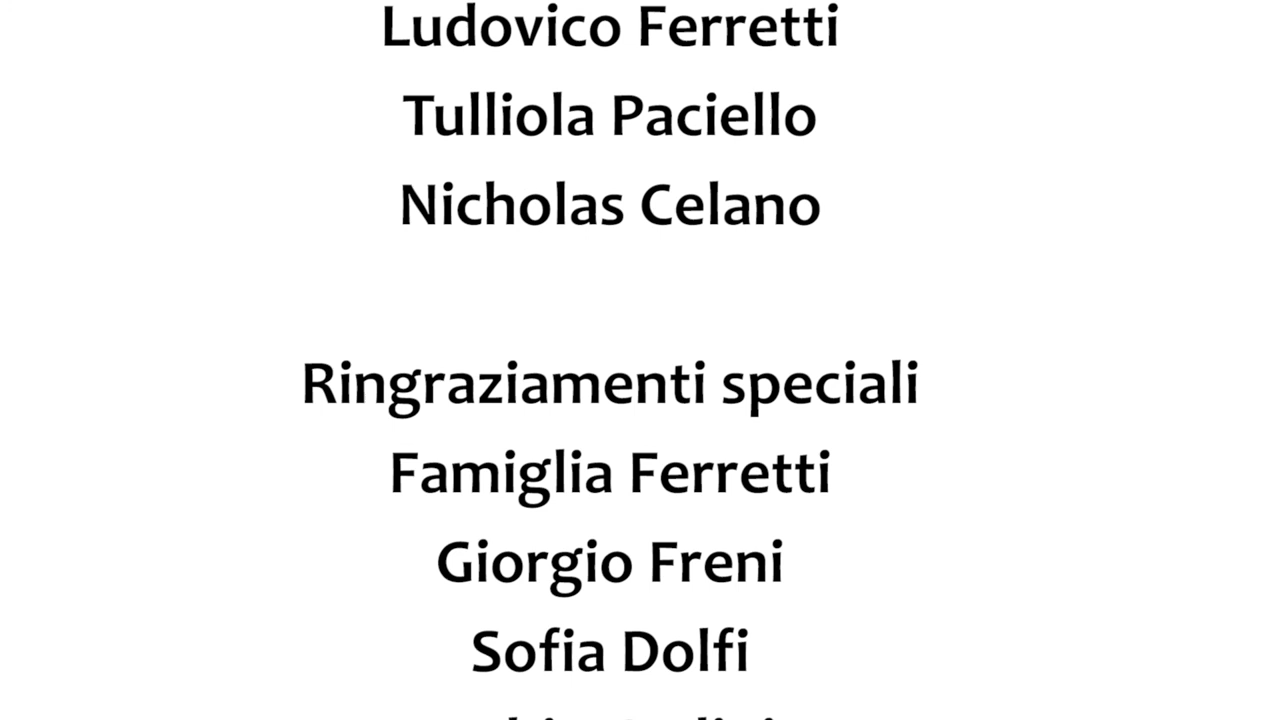 Ludovico Ferretti
Tulliola Paciello
Nicholas Celano
Ringraziamenti speciali
Famiglia Ferretti
Giorgio Freni
Sofia Dolfi